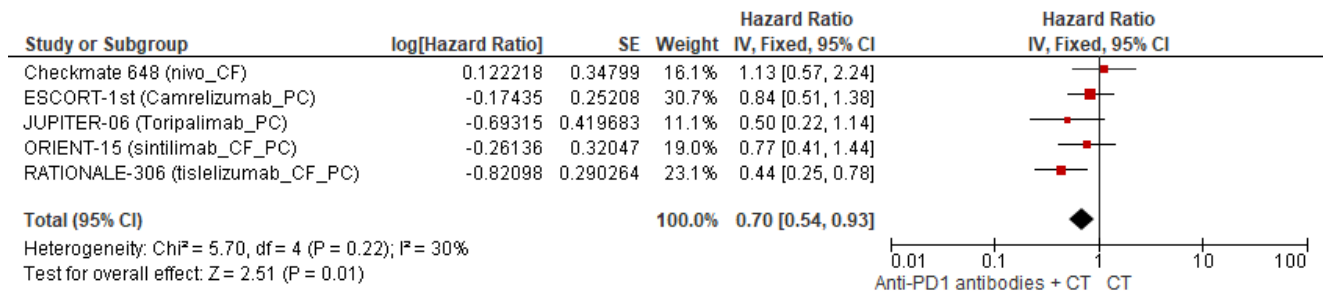 Hazard Ratio Hazard Ratio
Study or Subgroup log[Hazard Ratio] SE Weight IV, Fixed, 95% CI IV, Fixed, 95% CI
Checkmate 648 (nivo_CF) 0.122218 0.34799 16.1% 1.13 [0.57, 2.24]
ESCORT-1st (Camrelizumab_PC) -0.17435 0.25208 30.7% 0.84 [0.51, 1.38]
JUPITER-06 (Toripalimab_PC) -0.69315 0.419683 11.1% 0.50 [0.22, 1.14]
ORIENT-15 (sintilimab_CF_PC) -0.26136 0.32047 19.0% 0.77 [0.41, 1.44]
RATIONALE-306 (tislelizumab_CF_PC) -0.82098 0.290264 23.1% 0.44 [0.25, 0.78]
Total (95% CI) 100.0% 0.70 [0.54, 0.93]
Heterogeneity: Chi² = 5.70, df = 4 (P = 0.22); I² = 30%
Test for overall effect: Z = 2.51 (P = 0.01)
0.01 0.1 1 10 100
Anti-PD1 antibodies + CT CT